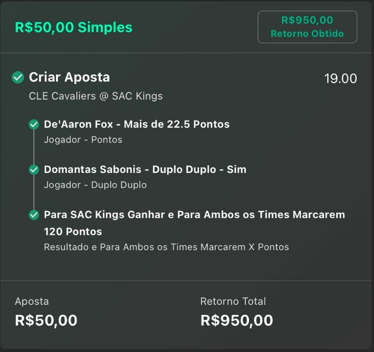 R$50,00 Simples
R$950,00
Retorno Obtido
Criar Aposta
19.00
CLE Cavaliers @ SAC Kings
De'Aaron Fox - Mais de 22.5 Pontos
Jogador - Pontos
Domantas Sabonis - Duplo Duplo - Sim
Jogador - Duplo Duplo
Para SAC Kings Ganhar e Para Ambos os Times Marcarem
120 Pontos
Resultado e Para Ambos os Times Marcarem X Pontos
Aposta
Retorno Total
R$50,00
R$950,00